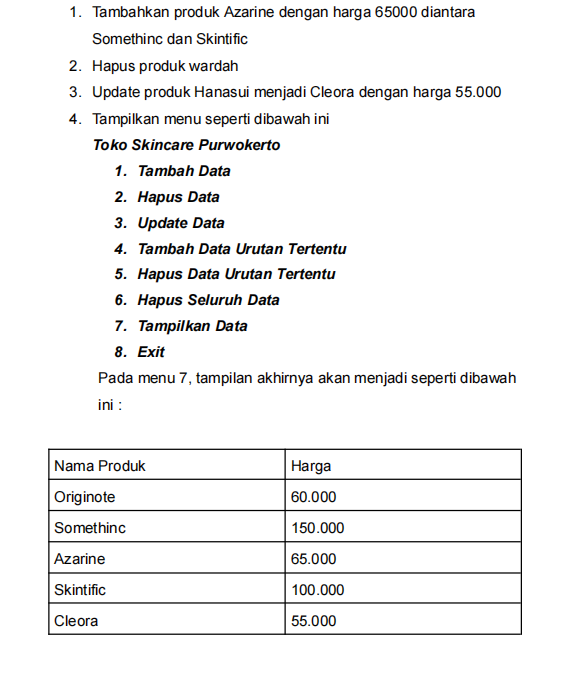 1. Tambahkan produk Azarine dengan harga 65000 diantara
Somethinc dan Skintific
2. Hapus produk wardah
3. Update produk Hanasui menjadi Cleora dengan harga 55.000
4. Tampilkan menu seperti dibawah ini
Toko Skincare Purwokerto
1. Tambah Data
2. Hapus Data
3. Update Data
4. Tambah Data Urutan Tertentu
5. Hapus Data Urutan Tertentu
6. Hapus Seluruh Data
7. Tampilkan Data
8. Exit
Pada menu 7, tampilan akhirnya akan menjadi seperti dibawah
ini :
Nama Produk Harga
Originote 60.000
Somethinc 150.000
Azarine 65.000
Skintific 100.000
Cleora 55.000